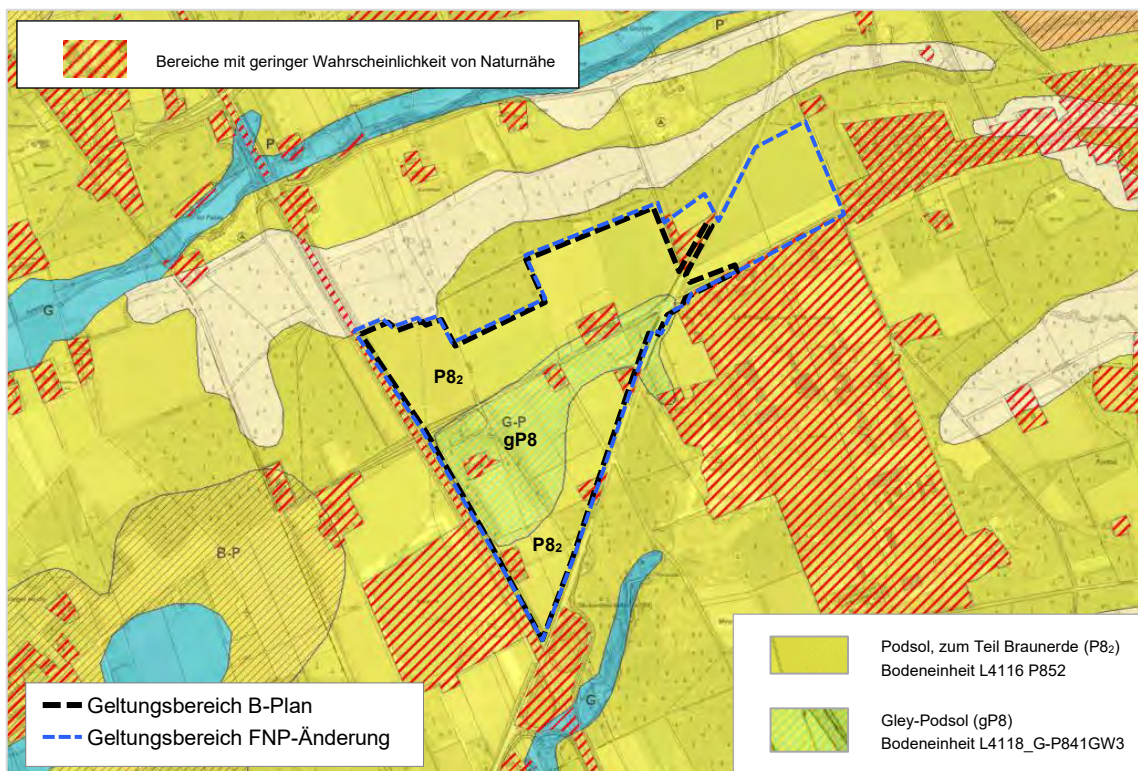 Bereiche mit geringer Wahrscheinlichkeit von Naturnähe
P
P
G
P8₂
G-P
gP8
P8₂
B-P
G
Geltungsbereich B-Plan
Geltungsbereich FNP-Änderung
Podsol, zum Teil Braunerde (P8₂)
Bodeneinheit L4116 P852
Gley-Podsol (gP8)
Bodeneinheit L4118_G-P841GW3